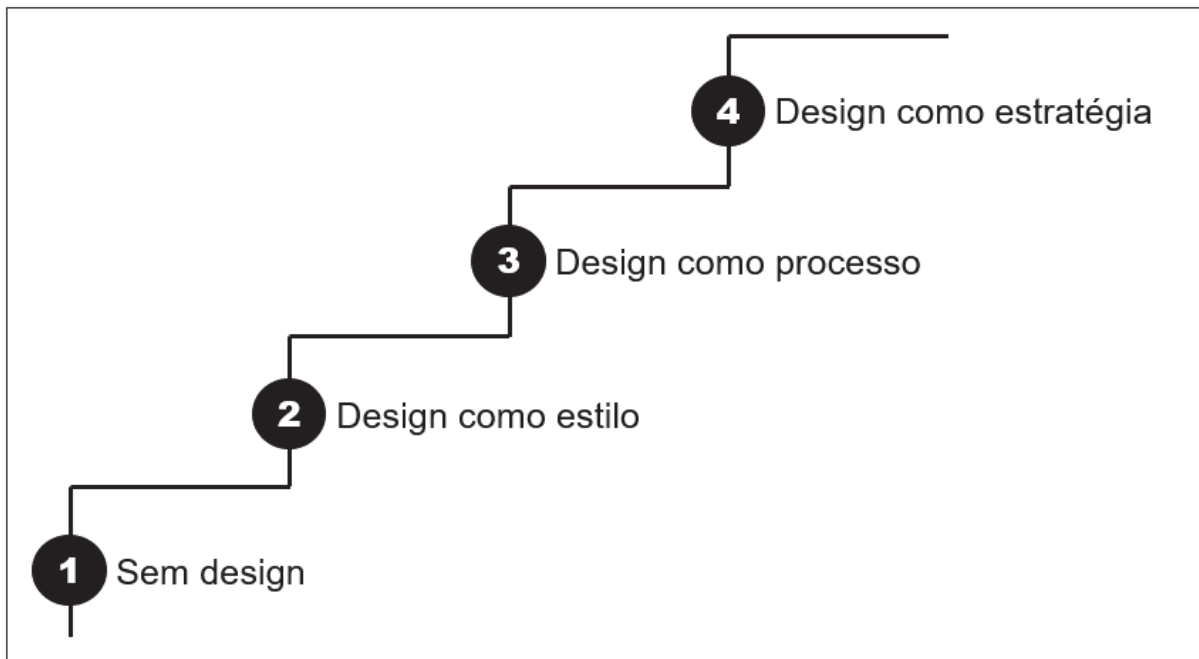 4 Design como estratégia
3 Design como processo
2 Design como estilo
1 Sem design